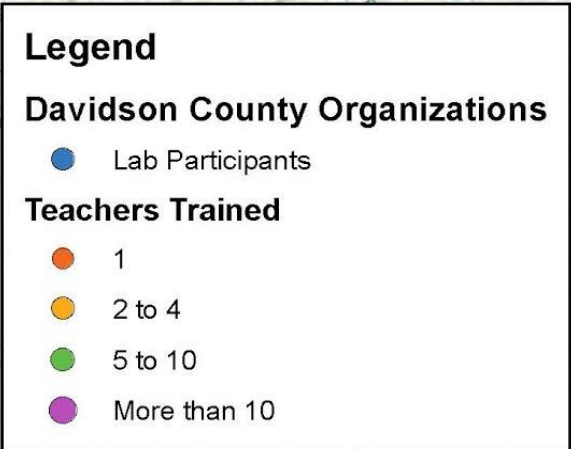 Legend
Davidson County Organizations
Lab Participants
Teachers Trained
1
2 to 4
5 to 10
More than 10